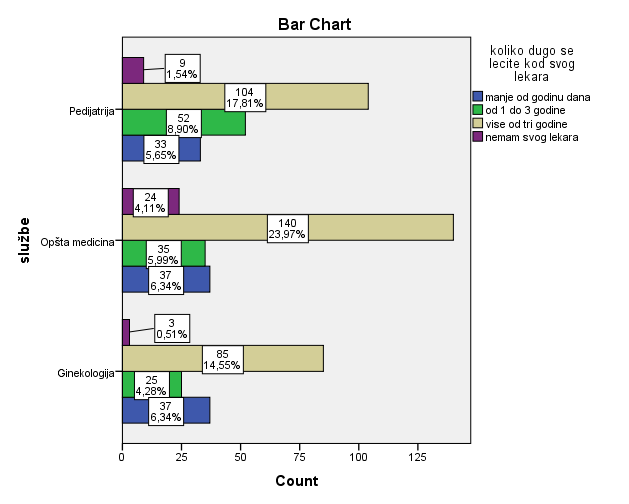 Bar Chart
koliko dugo se
lecite kod svog
lekara
manje od godinu dana
od 1 do 3 godine
vise od tri godine
nemam svog lekara
službe
Pedijatrija
9
1,54%
104
17,81%
52
8,90%
33
5,65%
Opšta medicina
24
4,11%
140
23,97%
35
5,99%
37
6,34%
Ginekologija
3
0,51%
85
14,55%
25
4,28%
37
6,34%
0 25 50 75 100 125
Count